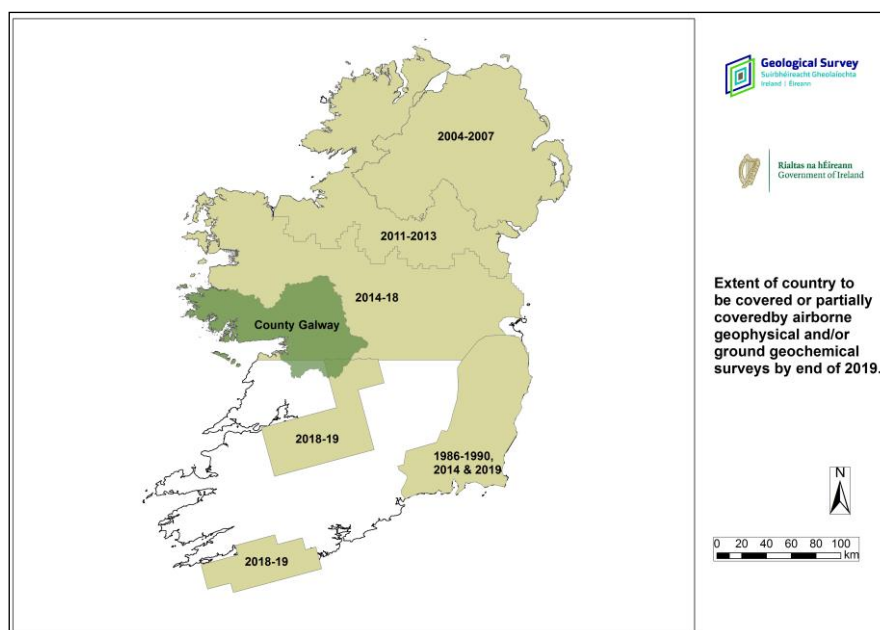 Geological Survey
Suirbhéireacht Gheolaíochta
Ireland | Éireann
Rialtas na hÉireann
Government of Ireland
2004-2007
2011-2013
2014-18
County Galway
2018-19
1986-1990,
2014 & 2019
2018-19
Extent of country to
be covered or partially
coveredby airborne
geophysical and/or
ground geochemical
surveys by end of 2019.
N
0 20 40 60 80 100
km